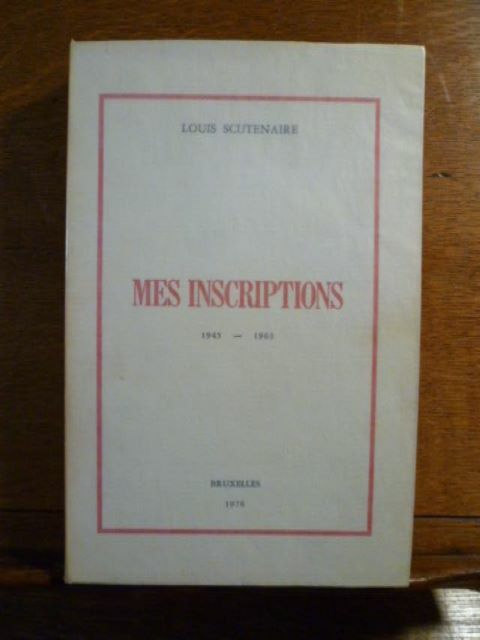 LOUIS SCUTENAIRE
MES INSCRIPTIONS
1945 — 1963
BRUXELLES
1976